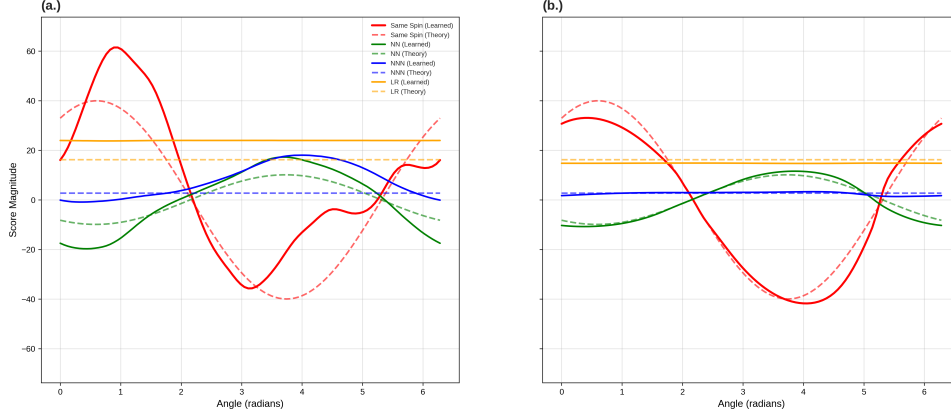 (a.)
(b.)
Same Spin (Learned)
Same Spin (Theory)
NN (Learned)
NN (Theory)
NNN (Learned)
NNN (Theory)
LR (Learned)
LR (Theory)
Score Magnitude
60
40
20
0
−20
−40
−60
0 1 2 3 4 5 6
Angle (radians)
0 1 2 3 4 5 6
Angle (radians)